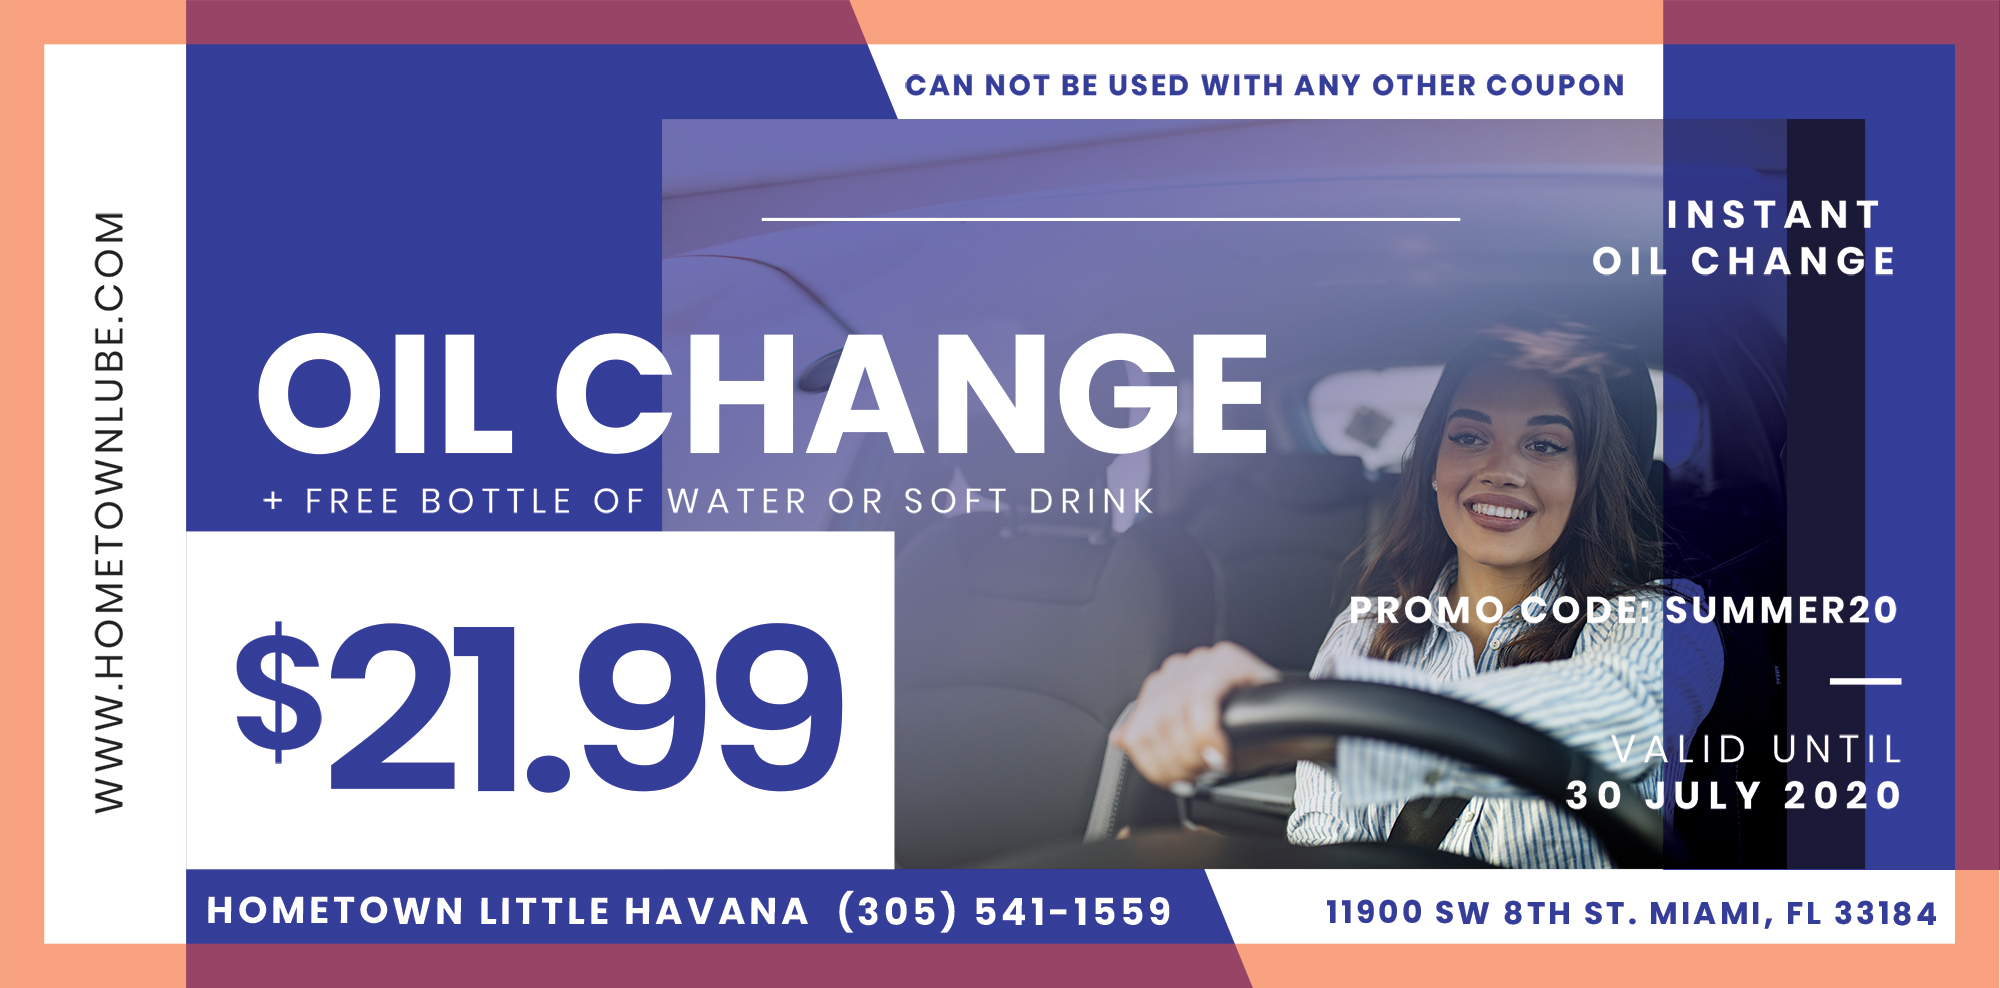 CAN NOT BE USED WITH ANY OTHER COUPON
INSTANT
OIL CHANGE
WWW.HOMETOWNLUBE.COM
OIL CHANGE
+ FREE BOTTLE OF WATER OR SOFT DRINK
$21.99
PROMO CODE: SUMMER20
VALID UNTIL
30 JULY 2020
HOMETOWN LITTLE HAVANA (305) 541-1559
11900 SW 8TH ST. MIAMI, FL 33184